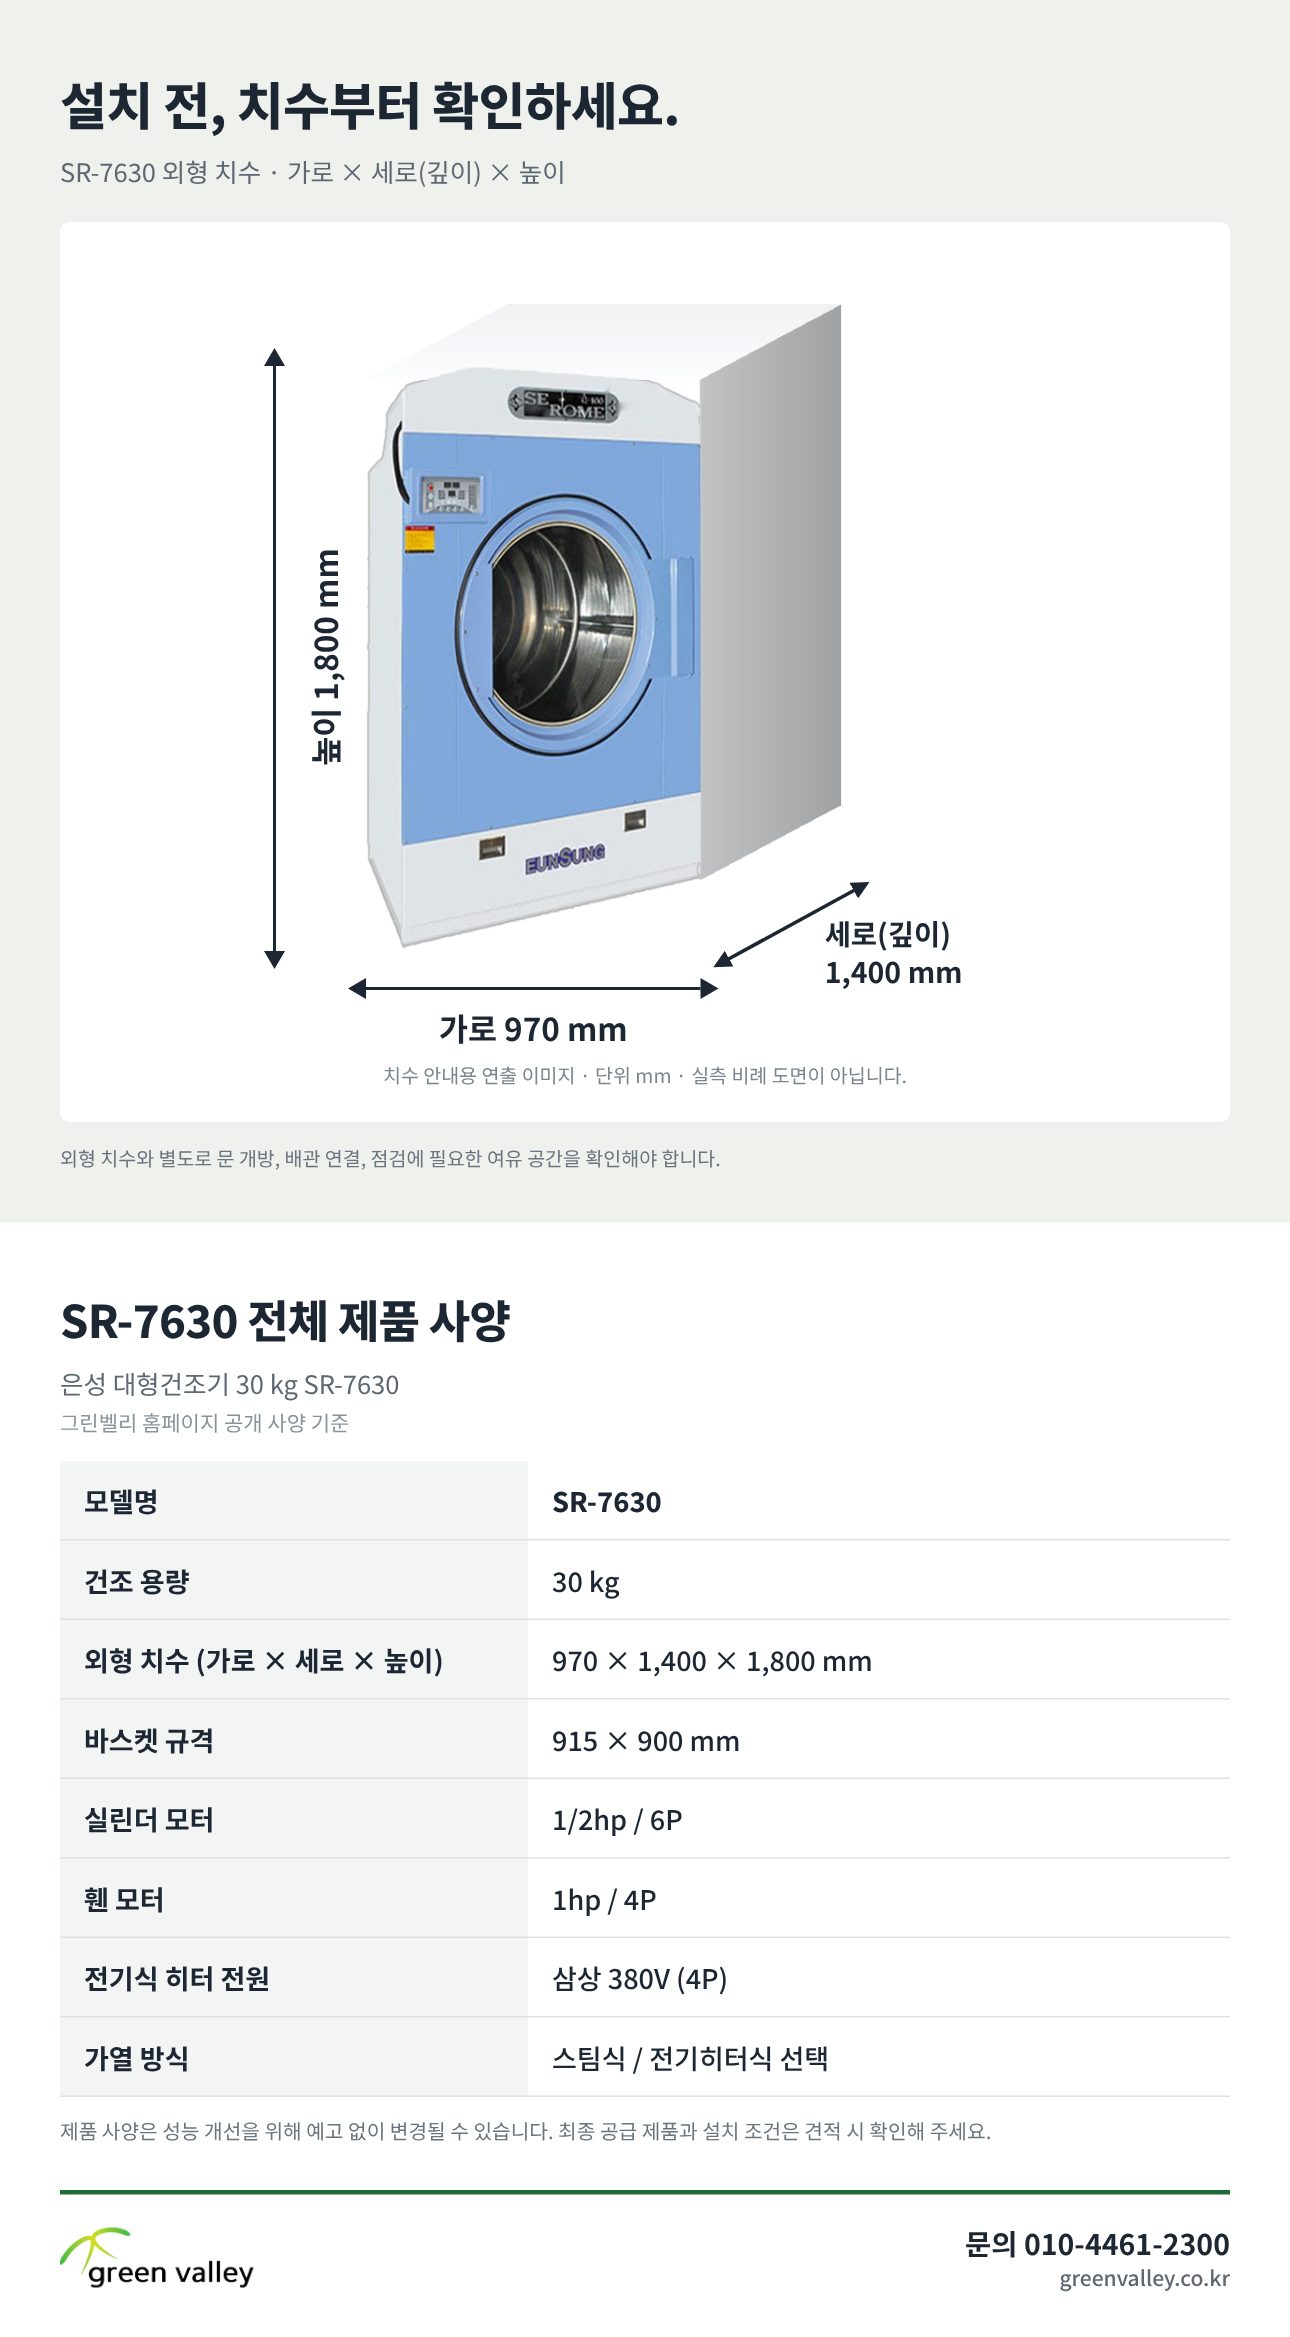 설치 전, 치수부터 확인하세요.
SR-7630 외형 치수 · 가로 × 세로(깊이) × 높이
SE
G-100
ROME
높이 1,800 mm
EUNSUNG
세로(깊이)
1,400 mm
가로 970 mm
치수 안내용 연출 이미지 · 단위 mm · 실측 비례 도면이 아닙니다.
외형 치수와 별도로 문 개방, 배관 연결, 점검에 필요한 여유 공간을 확인해야 합니다.
SR-7630 전체 제품 사양
은성 대형건조기 30 kg SR-7630
그린벨리 홈페이지 공개 사양 기준
모델명 SR-7630
건조 용량 30 kg
외형 치수 (가로 × 세로 × 높이) 970 × 1,400 × 1,800 mm
바스켓 규격 915 × 900 mm
실린더 모터 1/2hp / 6P
휀 모터 1hp / 4P
전기식 히터 전원 삼상 380V (4P)
가열 방식 스팀식 / 전기히터식 선택
제품 사양은 성능 개선을 위해 예고 없이 변경될 수 있습니다. 최종 공급 제품과 설치 조건은 견적 시 확인해 주세요.
green valley
문의 010-4461-2300
greenvalley.co.kr